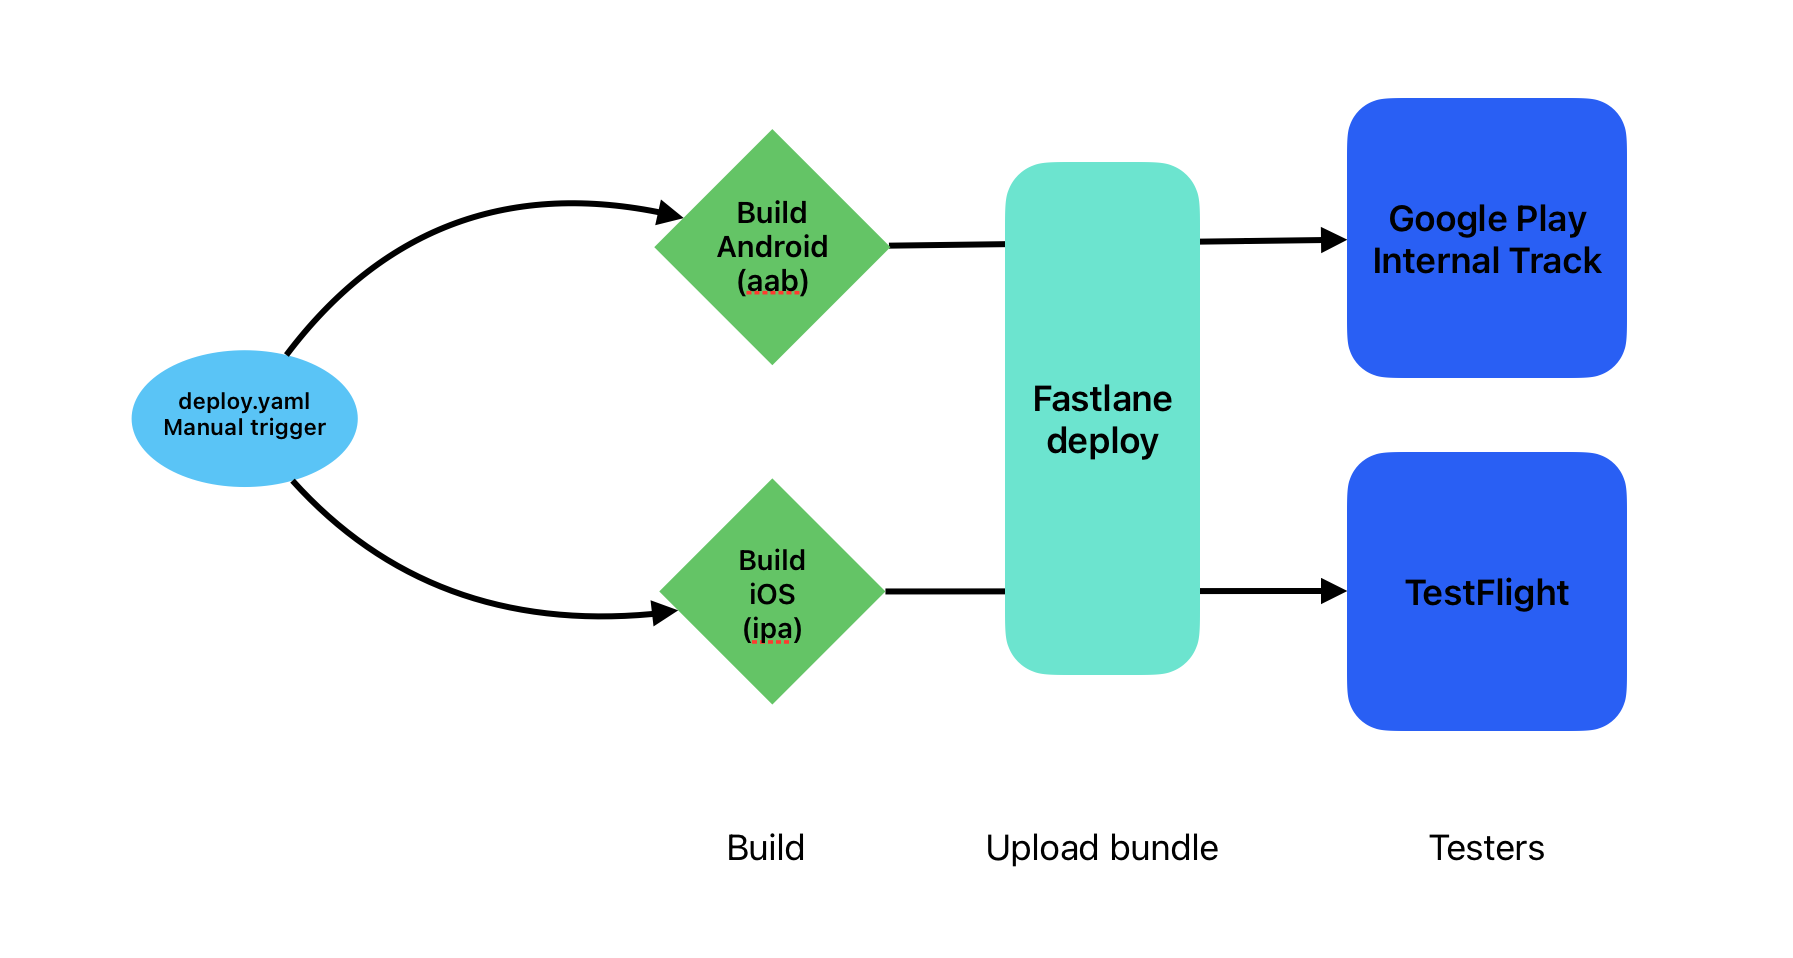 deploy.yaml
Manual trigger
Build
Android
(aab)
Build
iOS
(ipa)
Fastlane
deploy
Google Play
Internal Track
TestFlight
Build
Upload bundle
Testers